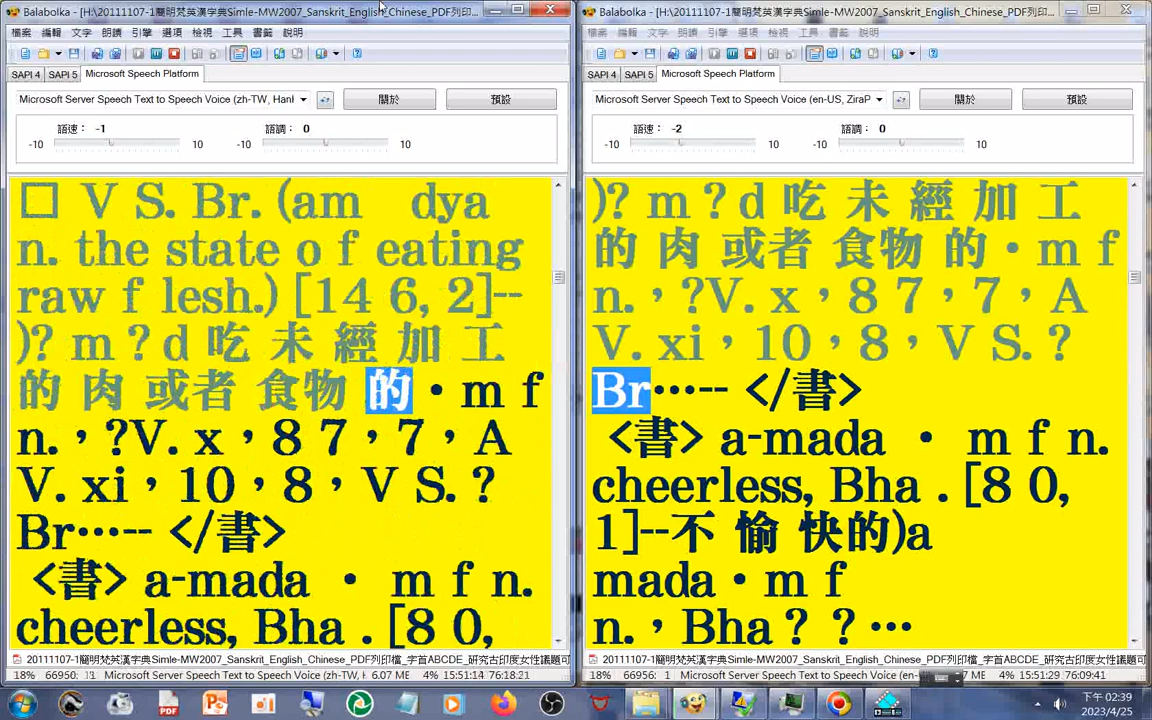 Balabolka - [H:\20111107-1簡明梵英漢字典Simle-MW2007_Sanskrit_English_Chinese_PDF列印...
檔案 編輯 文字 朗讀 引擎 選項 檢視 工具 書籤 說明
SAPI 4 SAPI 5 Microsoft Speech Platform
Microsoft Server Speech Text to Speech Voice (zh-TW, Hanl
關於 預設
語速： -1 語調： 0
-10 10 -10 10
□ V S. Br. (am dya
n. the state o f eating
raw f lesh.) [14 6, 2]--
)? m ? d 吃 未 經 加 工
的 肉 或者 食物 的 • m f
n.，?V. x，8 7，7，A
V. xi，10，8，V S. ?
Br…-- </書>
<書> a-mada • m f n.
cheerless, Bha . [8 0,
20111107-1簡明梵英漢字典Simle-MW2007_Sanskrit_English_Chinese_PDF列印檔_字首ABCDE_研究古印度女性議題可
18% 66950: Microsoft Server Speech Text to Speech Voice (zh-TW, H 6.07 ME 4% 15:51:14 76:18:21
Balabolka - [H:\20111107-1簡明梵英漢字典Simle-MW2007_Sanskrit_English_Chinese_PDF列印...
檔案 編輯 文字 朗讀 引擎 選項 檢視 工具 書籤 說明
SAPI 4 SAPI 5 Microsoft Speech Platform
Microsoft Server Speech Text to Speech Voice (en-US, ZiraP
關於 預設
語速： -2 語調： 0
-10 10 -10 10
)? m ? d 吃 未 經 加 工
的 肉 或者 食物 的 • m f
n.，?V. x，8 7，7，A
V. xi，10，8，V S. ?
Br…-- </書>
<書> a-mada • m f n.
cheerless, Bha . [8 0,
1]--不 愉 快的)a
mada • m f
n.，Bha ? ? …
20111107-1簡明梵英漢字典Simle-MW2007_Sanskrit_English_Chinese_PDF列印檔_字首ABCDE_研究古印度女性議題可
18% 66956: 1 Microsoft Server Speech Text to Speech Voice (en-US, ME 4% 15:51:29 76:09:41
下午 02:39
2023/4/25